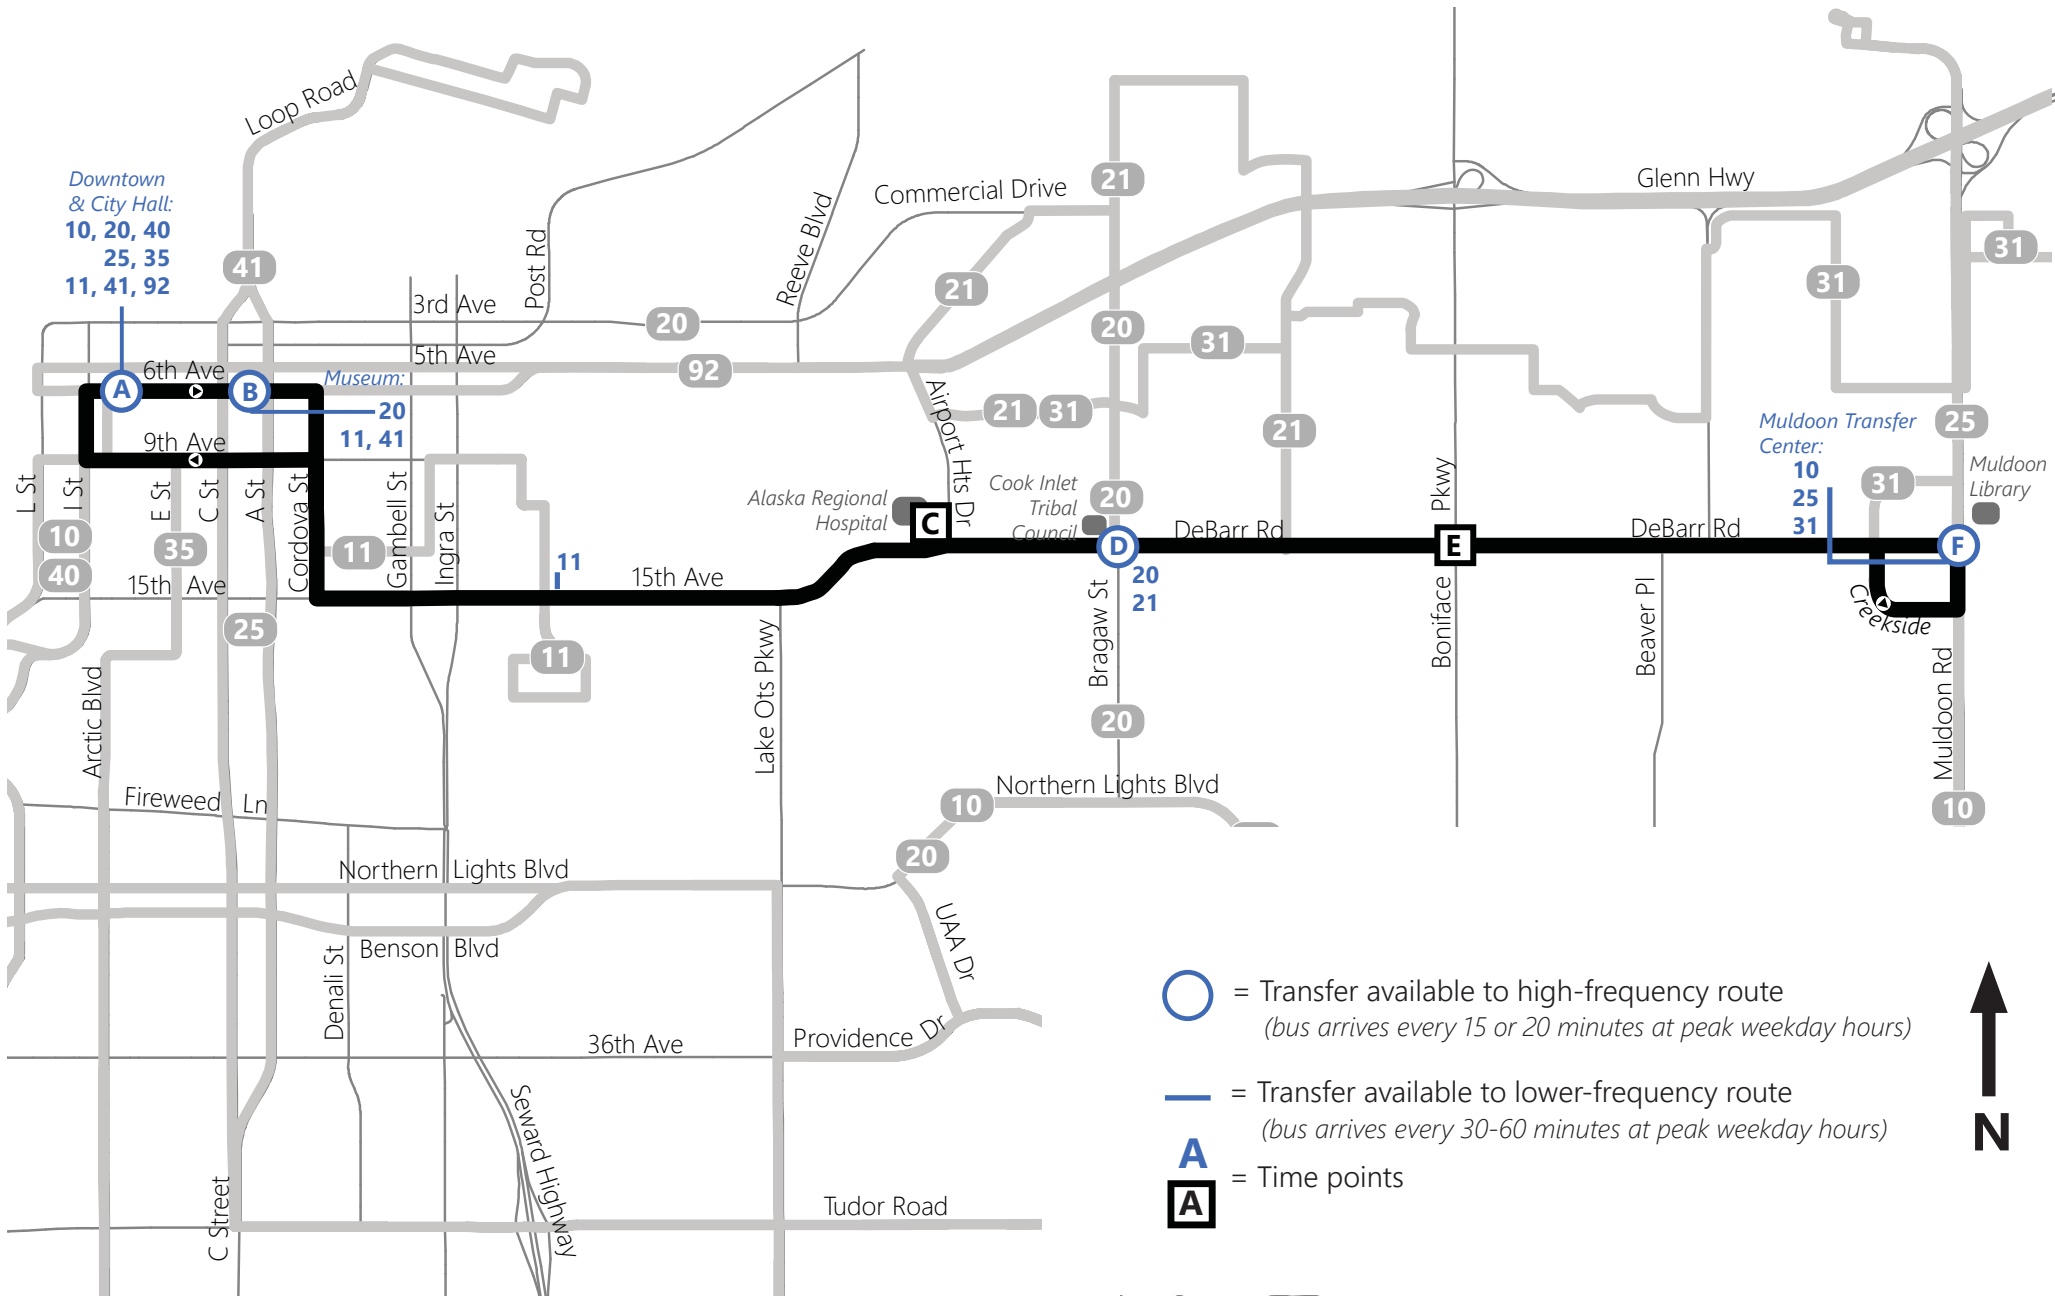 Loop Road
Downtown
& City Hall:
10, 20, 40
25, 35
11, 41, 92
41
Post Rd
Reeve Blvd
Commercial Drive
21
Glenn Hwy
31
31
21
3rd Ave
20
20
31
5th Ave
92
6th Ave
A
B
Museum:
20
11, 41
Airport Hts Dr
21
31
21
Muldoon Transfer
Center:
10
25
31
25
9th Ave
L St
I St
E St
C St
A St
Cordova St
Gambell St
Ingra St
Alaska Regional
Hospital
C
Cook Inlet
Tribal
Council
20
D
20
21
DeBarr Rd
Pkwy
E
Boniface
DeBarr Rd
31
Muldoon
Library
F
10
40
35
11
11
15th Ave
15th Ave
25
11
Lake Ots Pkwy
Bragaw St
20
Beaver Pl
Creekside
Muldoon Rd
10
Arctic Blvd
Fireweed Ln
Northern Lights Blvd
10
20
Northern Lights Blvd
Benson Blvd
Denali St
UAA Dr
36th Ave
Providence Dr
Seward Highway
C Street
Tudor Road
= Transfer available to high-frequency route
(bus arrives every 15 or 20 minutes at peak weekday hours)
= Transfer available to lower-frequency route
(bus arrives every 30-60 minutes at peak weekday hours)
A
A
= Time points
N